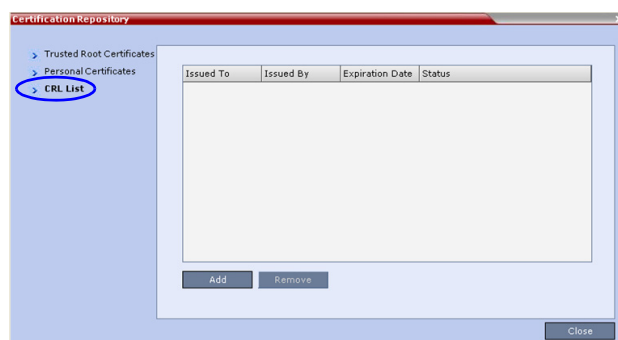 Certification Repository
Trusted Root Certificates
Personal Certificates
CRL List
Issued To Issued By Expiration Date Status
Add Remove
Close